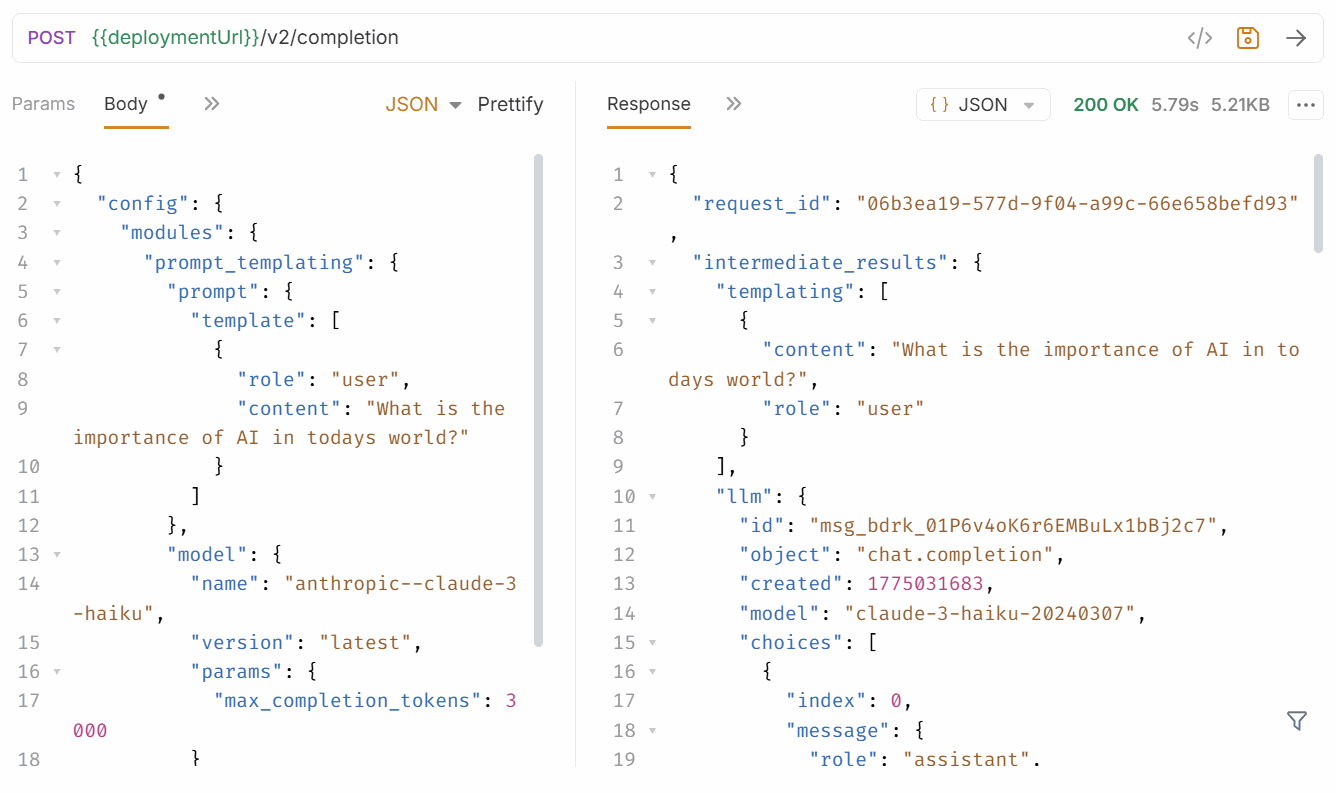 POST {{deploymentUrl}}/v2/completion
Params Body JSON Prettify
1 {
2 "config": {
3 "modules": {
4 "prompt_templating": {
5 "prompt": {
6 "template": [
7 {
8 "role": "user",
9 "content": "What is the
importance of AI in todays world?"
10 }
11 ]
12 },
13 "model": {
14 "name": "anthropic--claude-3
-haiku",
15 "version": "latest",
16 "params": {
17 "max_completion_tokens": 3
000
18 }
Response {} JSON 200 OK 5.79s 5.21KB
1 {
2 "request_id": "06b3ea19-577d-9f04-a99c-66e658befd93"
,
3 "intermediate_results": {
4 "templating": [
5 {
6 "content": "What is the importance of AI in to
days world?",
7 "role": "user"
8 }
9 ],
10 "llm": {
11 "id": "msg_bdrk_01P6v4oK6r6EMBuLx1bBj2c7",
12 "object": "chat.completion",
13 "created": 1775031683,
14 "model": "claude-3-haiku-20240307",
15 "choices": [
16 {
17 "index": 0,
18 "message": {
19 "role": "assistant",